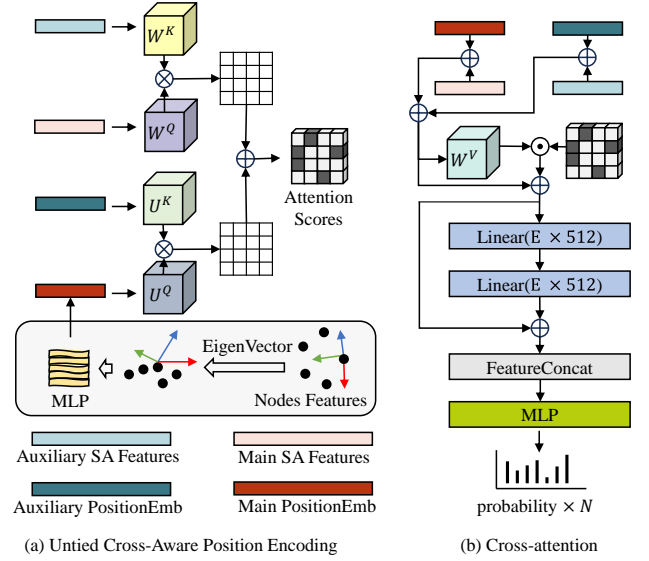 W^K
W^Q
U^K
U^Q
Attention
Scores
EigenVector
MLP
Nodes Features
Auxiliary SA Features
Main SA Features
Auxiliary PositionEmb
Main PositionEmb
(a) Untied Cross-Aware Position Encoding
W^V
Linear(E × 512)
Linear(E × 512)
FeatureConcat
MLP
probability × N
(b) Cross-attention